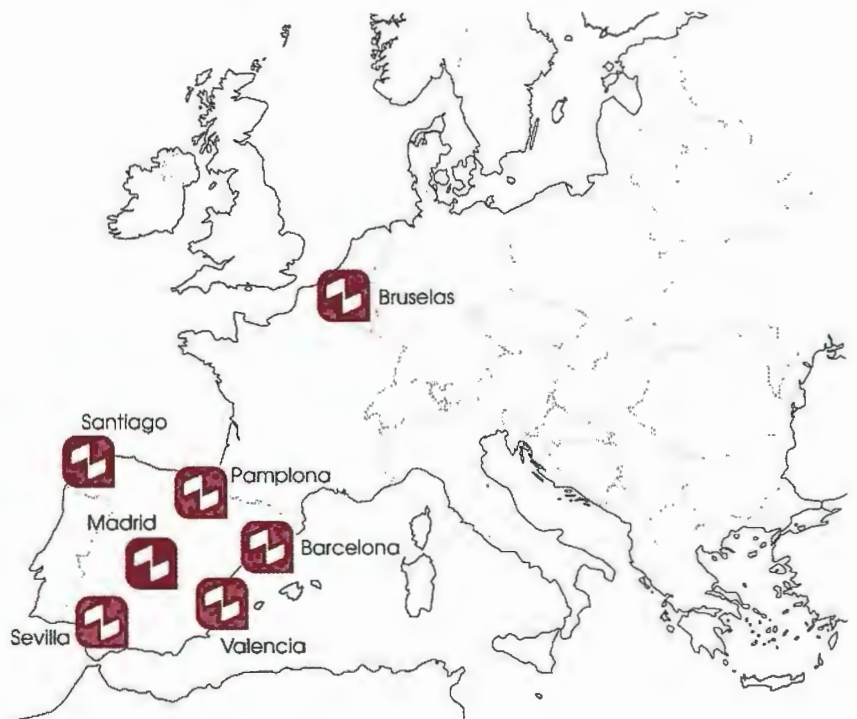 Bruselas
Santiago
Pamplona
Madrid
Barcelona
Sevilla
Valencia